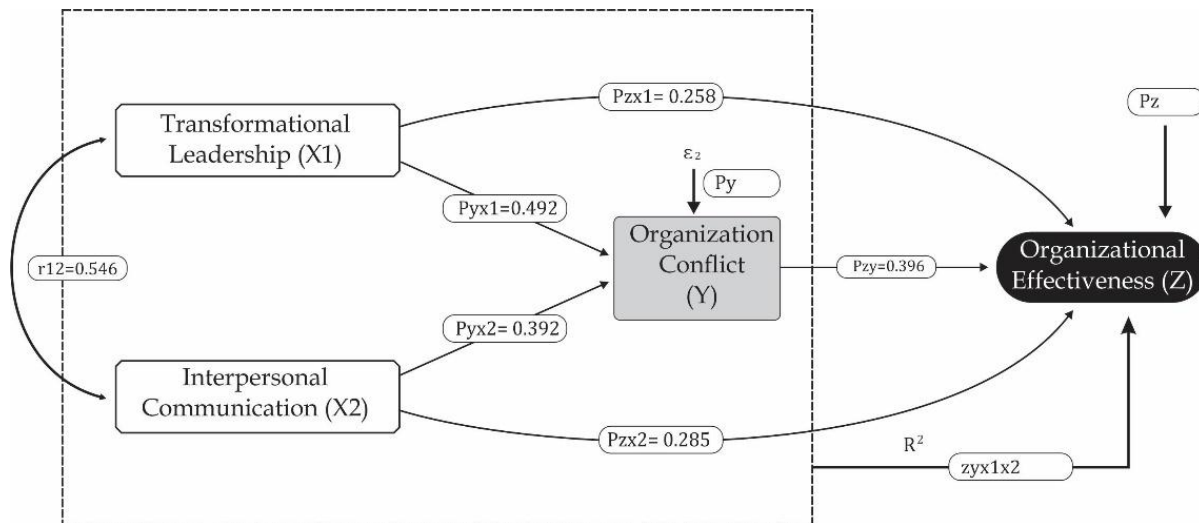 Pzx1= 0.258
Pz
Transformational
Leadership (X1)
ε₂
Py
Pyx1=0.492
Organization
Conflict
(Y)
Organizational
Effectiveness (Z)
r12=0.546
Pzy=0.396
Pyx2= 0.392
Interpersonal
Communication (X2)
Pzx2= 0.285
R²
zyx1x2